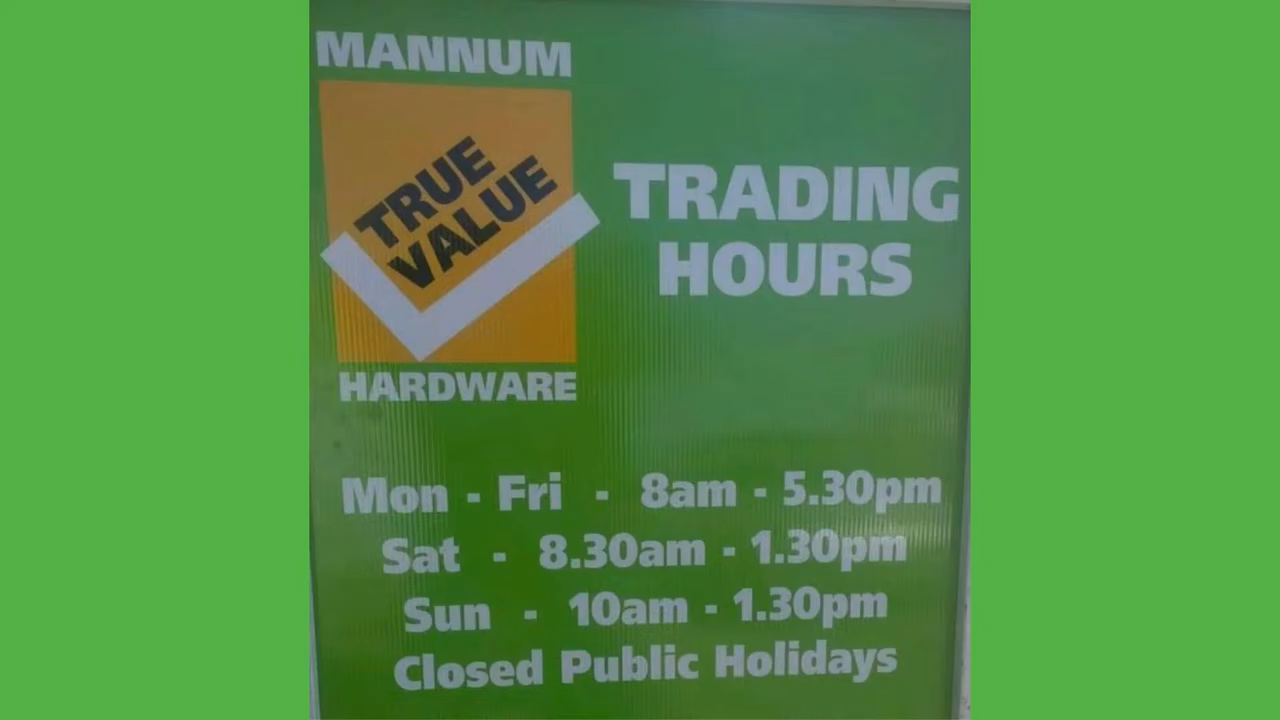 MANNUM
TRUE
VALUE
HARDWARE
TRADING
HOURS
Mon - Fri - 8am - 5.30pm
Sat - 8.30am - 1.30pm
Sun - 10am - 1.30pm
Closed Public Holidays